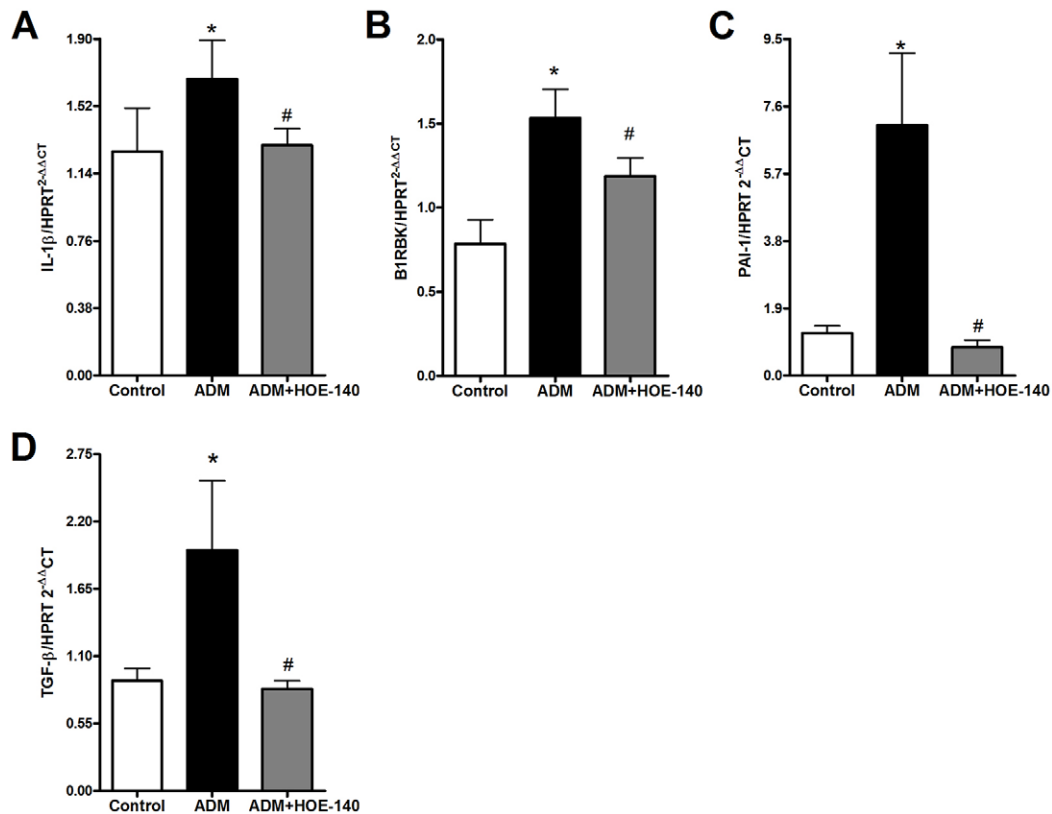 A
IL-1β/HPRT2-ΔΔCT
1.90
1.52
1.14
0.76
0.38
0.00
*
#
Control ADM ADM+HOE-140
B
B1RBK/HPRT2-ΔΔCT
2.0
1.5
1.0
0.5
0.0
*
#
Control ADM ADM+HOE-140
C
PAI-1/HPRT 2-ΔΔCT
9.5
7.6
5.7
3.8
1.9
0.0
*
#
Control ADM ADM+HOE-140
D
TGF-β/HPRT 2-ΔΔCT
2.75
2.20
1.65
1.10
0.55
0.00
*
#
Control ADM ADM+HOE-140